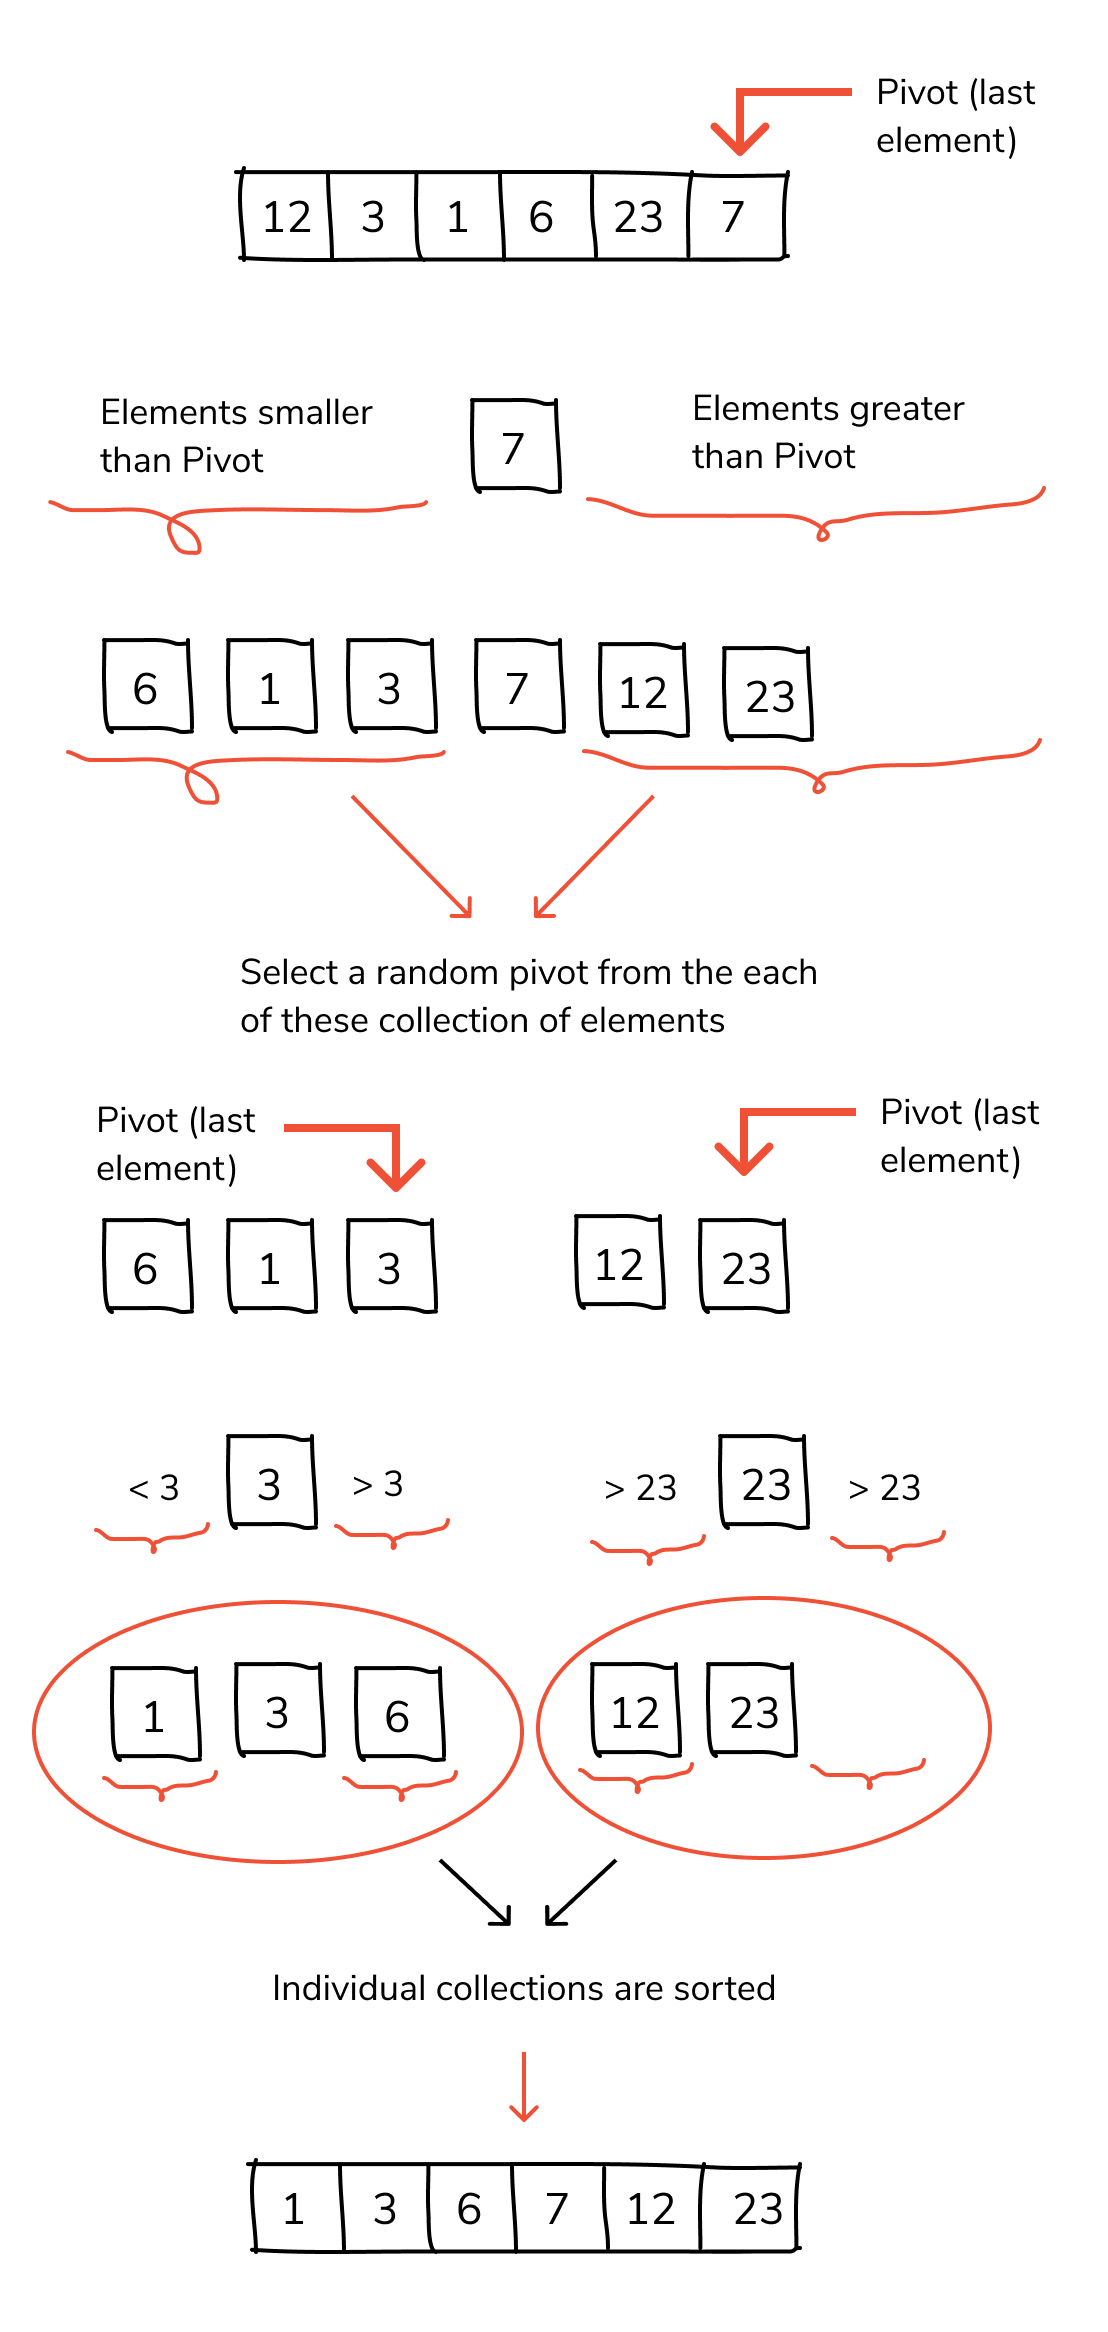 Pivot (last
element)
12 3 1 6 23 7
Elements smaller
than Pivot
7
Elements greater
than Pivot
6 1 3 7 12 23
Select a random pivot from the each
of these collection of elements
Pivot (last
element)
Pivot (last
element)
6 1 3 12 23
< 3 3 > 3 > 23 23 > 23
1 3 6 12 23
Individual collections are sorted
1 3 6 7 12 23